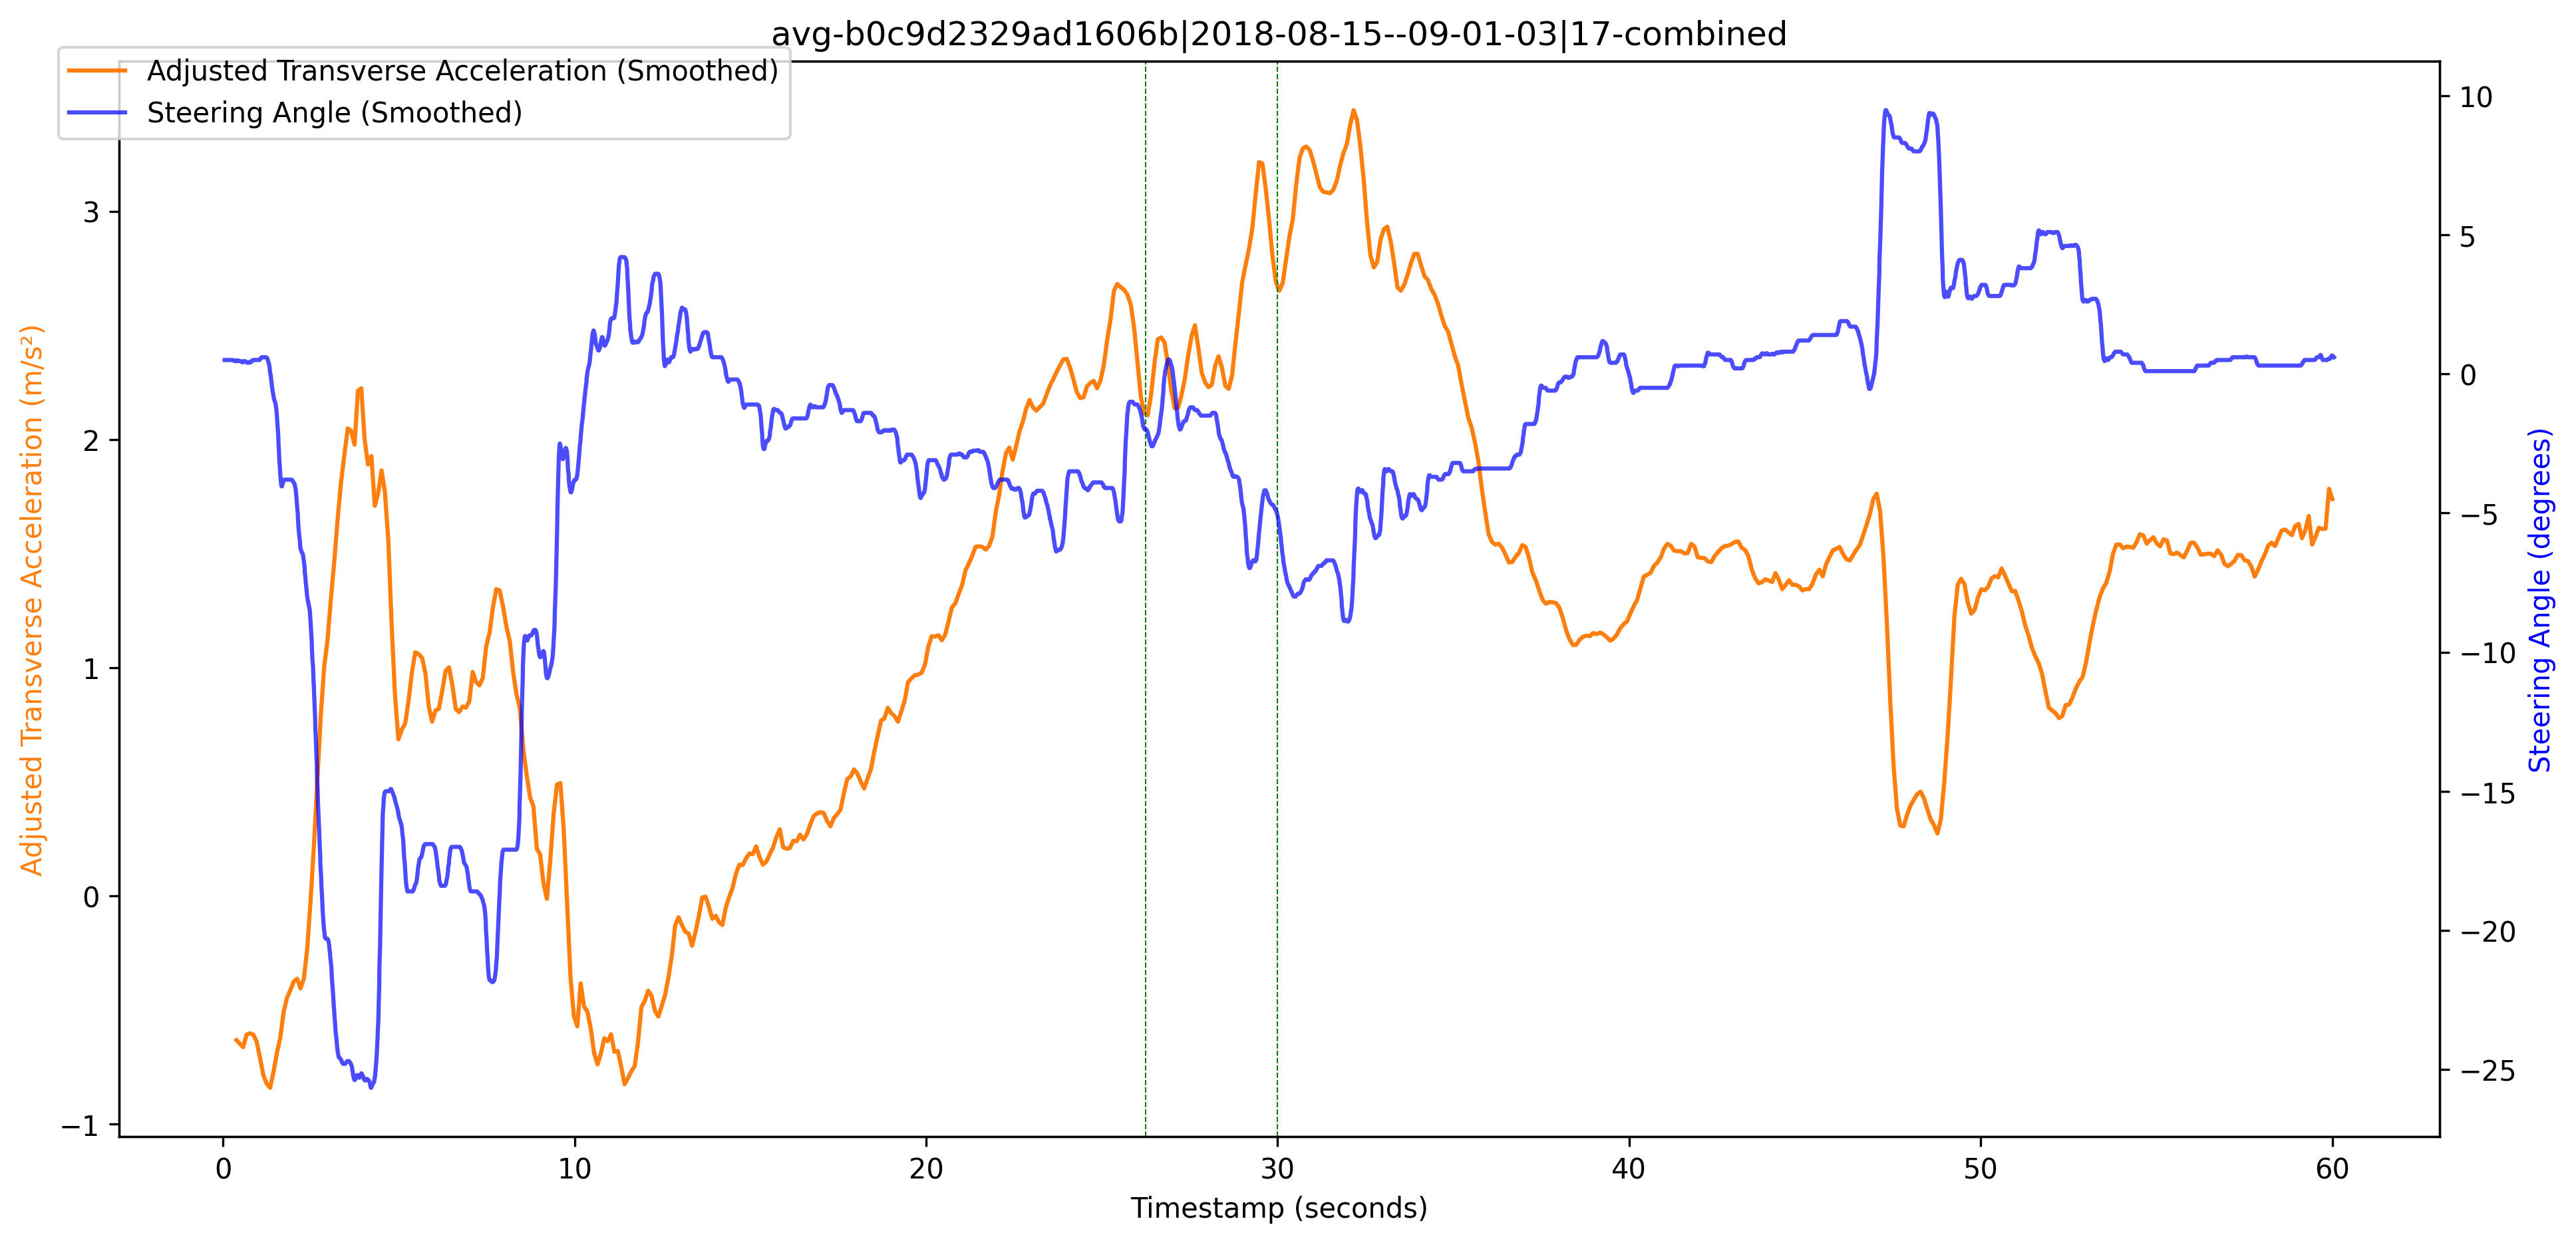 avg-b0c9d2329ad1606b|2018-08-15--09-01-03|17-combined
Adjusted Transverse Acceleration (Smoothed)
Steering Angle (Smoothed)
Adjusted Transverse Acceleration (m/s²)
3
2
1
0
−1
10
5
0
−5
−10
−15
−20
−25
Steering Angle (degrees)
0 10 20 30 40 50 60
Timestamp (seconds)